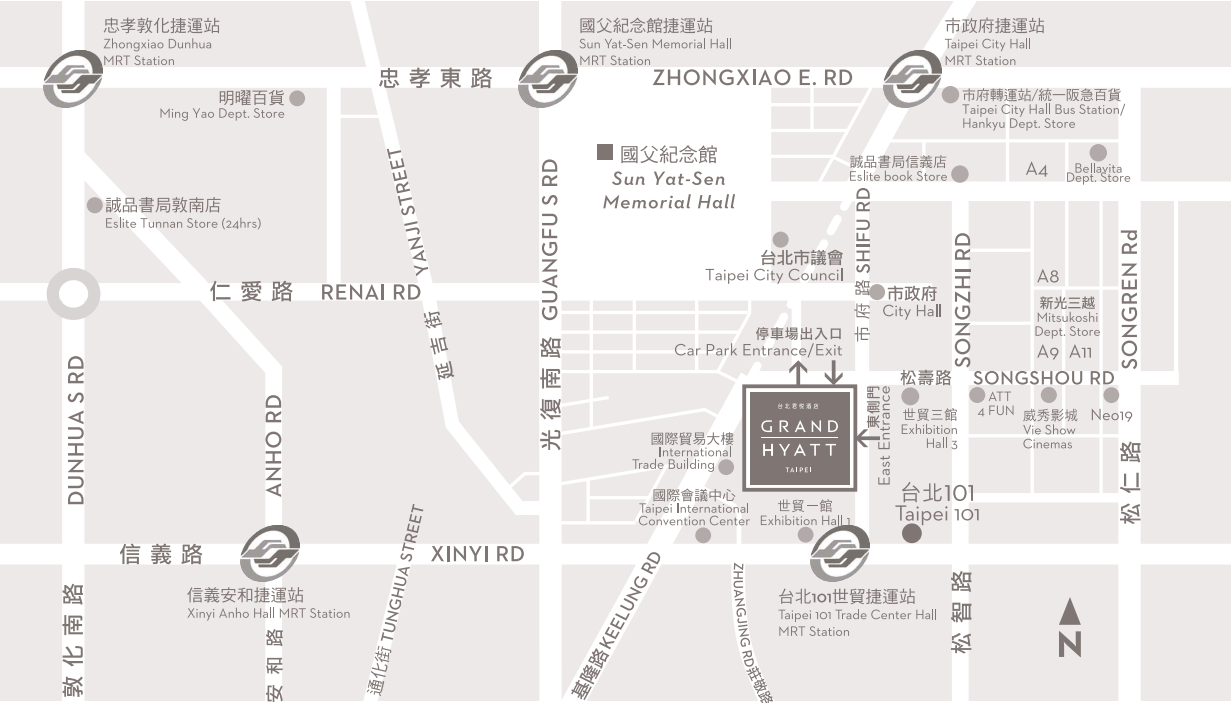 忠孝敦化捷運站
Zhongxiao Dunhua
MRT Station
國父紀念館捷運站
Sun Yat-Sen Memorial Hall
MRT Station
市政府捷運站
Taipei City Hall
MRT Station
忠孝東路
ZHONGXIAO E. RD
明曜百貨
Ming Yao Dept. Store
市府轉運站/統一阪急百貨
Taipei City Hall Bus Station/
Hankyu Dept. Store
國父紀念館
Sun Yat-Sen
Memorial Hall
誠品書局信義店
Eslite book Store
A4
Bellavita
Dept. Store
誠品書局敦南店
Eslite Tunnan Store (24hrs)
YANJI STREET
延吉街
GUANGFU S RD
光復南路
台北市議會
Taipei City Council
SHIFU RD
市府路
SONGZHI RD
SONGREN Rd
仁愛路
RENAI RD
市政府
City Hall
A8
新光三越
Mitsukoshi
Dept. Store
A9
A11
停車場出入口
Car Park Entrance/Exit
DUNHUA S RD
ANHO RD
松壽路
SONGSHOU RD
台北君悅酒店
GRAND
HYATT
TAIPEI
東側門
East Entrance
世貿三館
Exhibition
Hall 3
ATT
4 FUN
威秀影城
Vie Show
Cinemas
Neo19
國際貿易大樓
International
Trade Building
松仁路
國際會議中心
Taipei International
Convention Center
世貿一館
Exhibition Hall 1
台北101
Taipei 101
信義路
XINYI RD
信義安和捷運站
Xinyi Anho Hall MRT Station
通化街 TUNGHUA STREET
基隆路 KEELUNG RD
ZHUANGJING RD 莊敬路
台北101世貿捷運站
Taipei 101 Trade Center Hall
MRT Station
敦化南路
安和路
松智路
N